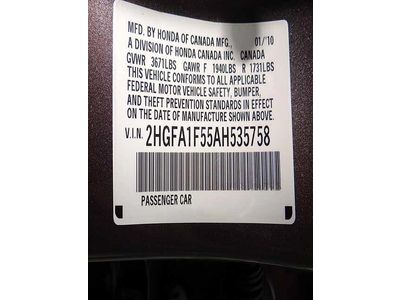 MFD. BY HONDA OF CANADA MFG., 01/'10
A DIVISION OF HONDA CANADA INC. CANADA
GVWR 3671LBS GAWR F 1940LBS R 1731LBS
THIS VEHICLE CONFORMS TO ALL APPLICABLE
FEDERAL MOTOR VEHICLE SAFETY, BUMPER,
AND THEFT PREVENTION STANDARDS IN EFFECT
ON THE DATE OF MANUFACTURE SHOWN ABOVE.
V.I.N. 2HGFA1F55AH535758
PASSENGER CAR